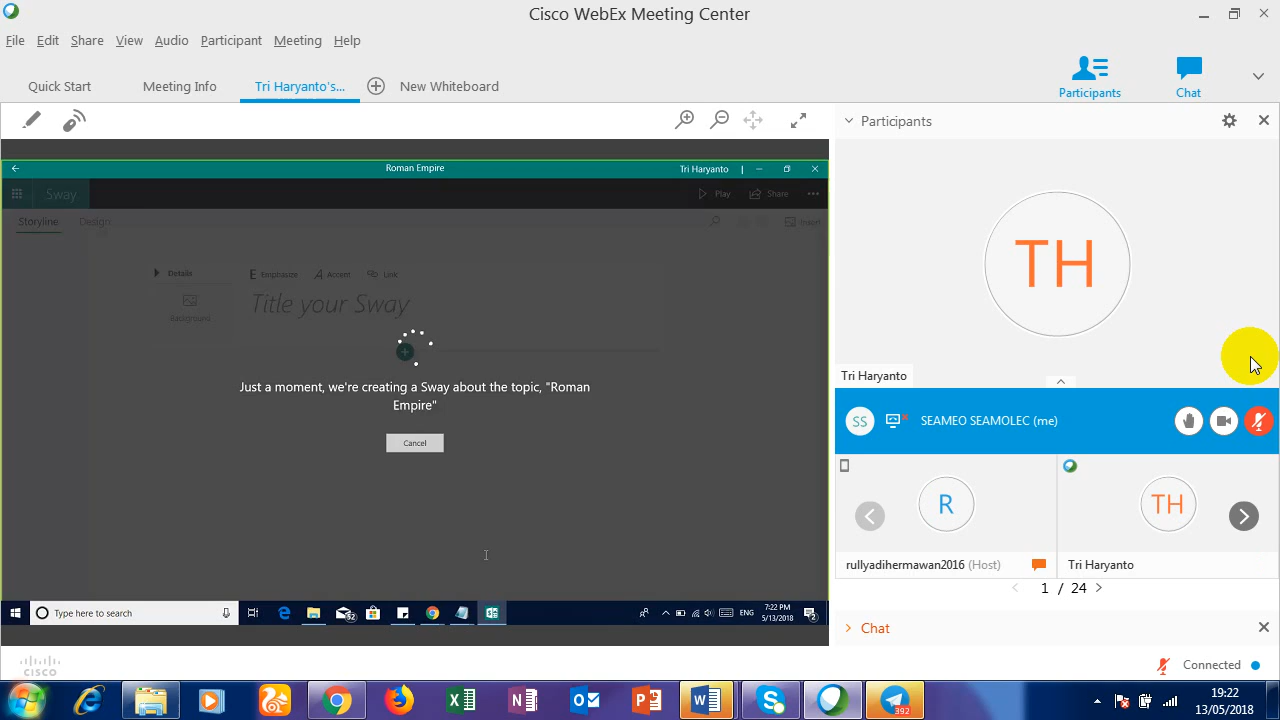 Cisco WebEx Meeting Center
File Edit Share View Audio Participant Meeting Help
Quick Start Meeting Info Tri Haryanto's... New Whiteboard
Participants Chat
Participants
Roman Empire Tri Haryanto
Sway Play Share
Storyline Design Insert
Details E Emphasize A Accent Link
Title your Sway
Background
Just a moment, we're creating a Sway about the topic, "Roman
Empire"
Cancel
TH
Tri Haryanto
SS SEAMEO SEAMOLEC (me)
R TH
rullyadihermawan2016 (Host) Tri Haryanto
1 / 24
Type here to search 52 ENG 7:22 PM
5/13/2018 2
Chat
CISCO Connected
392 19:22
13/05/2018